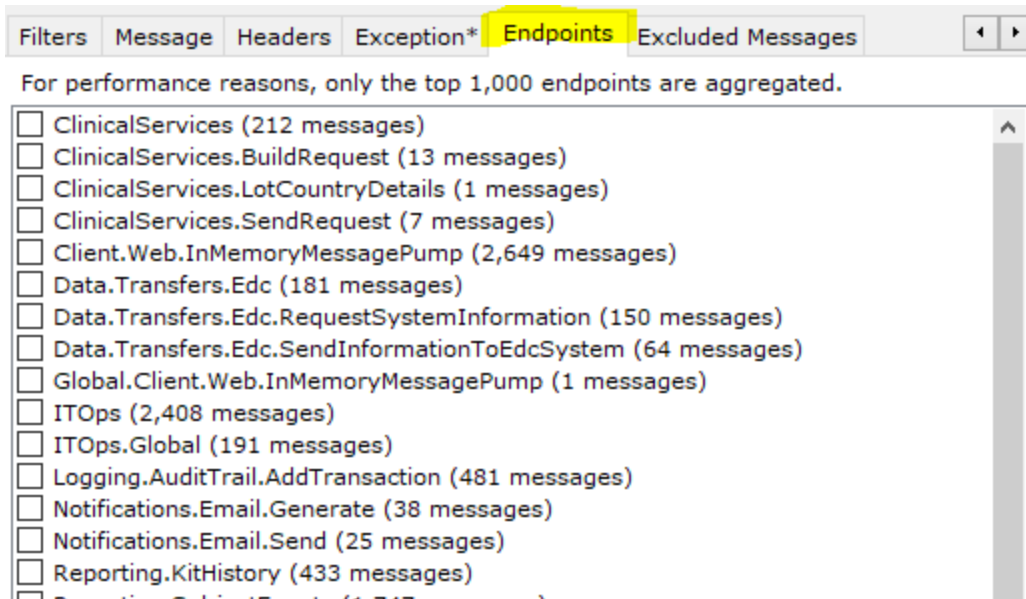 Filters Message Headers Exception* Endpoints Excluded Messages
For performance reasons, only the top 1,000 endpoints are aggregated.
ClinicalServices (212 messages)
ClinicalServices.BuildRequest (13 messages)
ClinicalServices.LotCountryDetails (1 messages)
ClinicalServices.SendRequest (7 messages)
Client.Web.InMemoryMessagePump (2,649 messages)
Data.Transfers.Edc (181 messages)
Data.Transfers.Edc.RequestSystemInformation (150 messages)
Data.Transfers.Edc.SendInformationToEdcSystem (64 messages)
Global.Client.Web.InMemoryMessagePump (1 messages)
ITOps (2,408 messages)
ITOps.Global (191 messages)
Logging.AuditTrail.AddTransaction (481 messages)
Notifications.Email.Generate (38 messages)
Notifications.Email.Send (25 messages)
Reporting.KitHistory (433 messages)